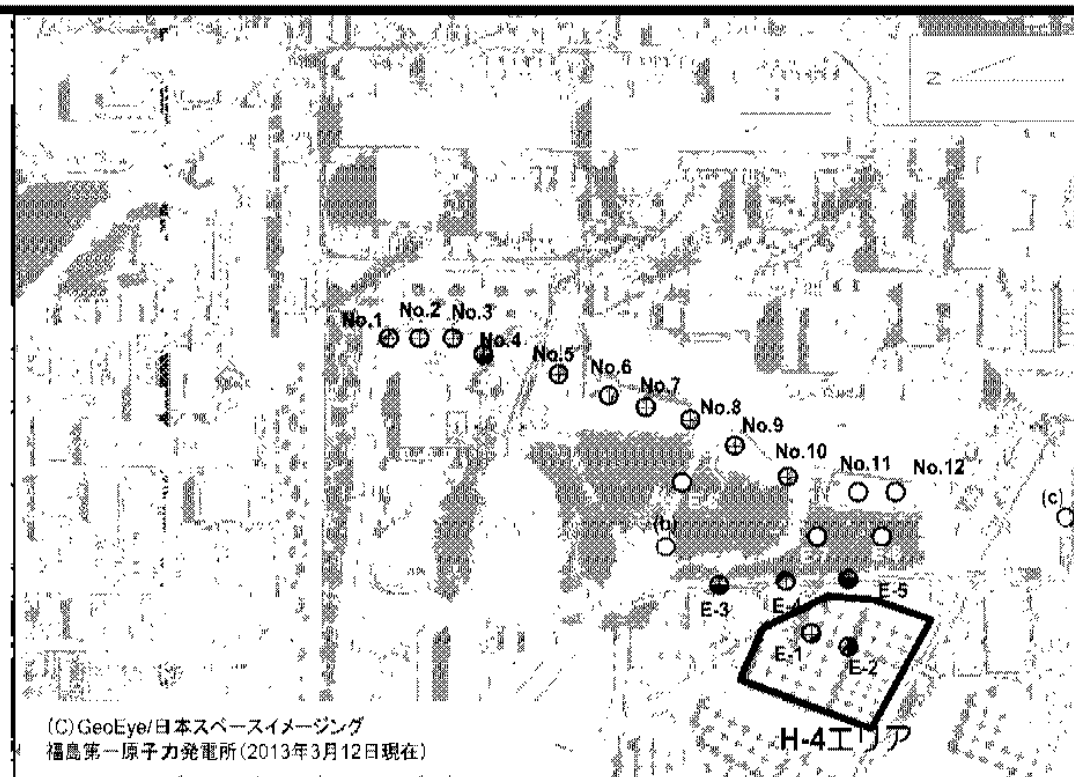 N
No.1
No.2
No.3
No.4
No.5
No.6
No.7
No.8
No.9
No.10
No.11
No.12
(b)
(c)
E-3
E-4
E-5
E-1
E-2
H-4エリア
(C)GeoEye/日本スペースイメージング
福島第一原子力発電所(2013年3月12日現在)